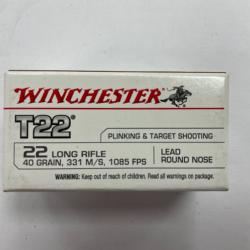 WINCHESTER
T22
PLINKING & TARGET SHOOTING
22 LONG RIFLE
40 GRAIN, 331 M/S, 1085 FPS
LEAD
ROUND NOSE
WARNING: Keep out of reach of children. Read all warnings on package.